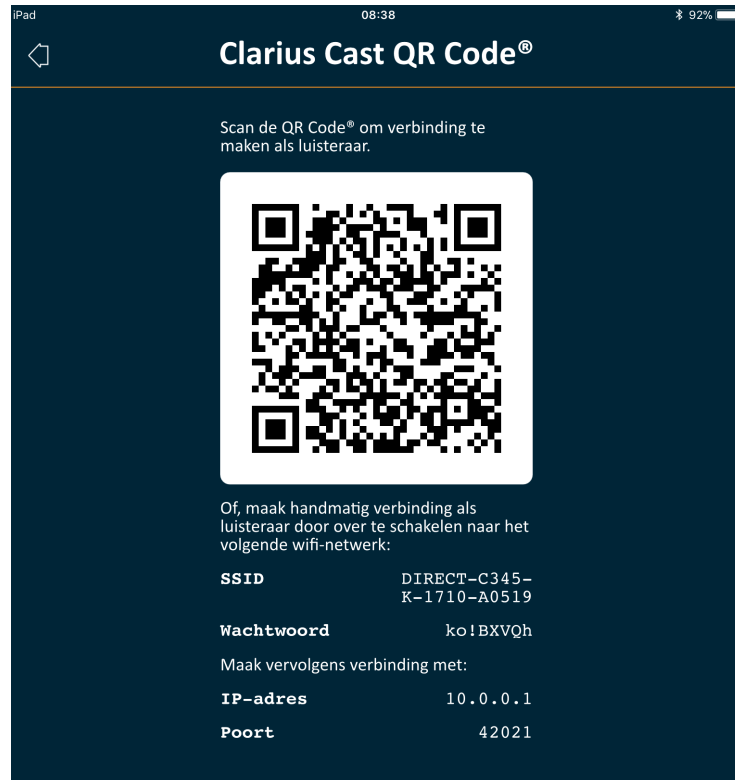 iPad 08:38 92%
Clarius Cast QR Code®
Scan de QR Code® om verbinding te
maken als luisteraar.
Of, maak handmatig verbinding als
luisteraar door over te schakelen naar het
volgende wifi-netwerk:
SSID DIRECT-C345-
K-1710-A0519
Wachtwoord ko!BXVQh
Maak vervolgens verbinding met:
IP-adres 10.0.0.1
Poort 42021